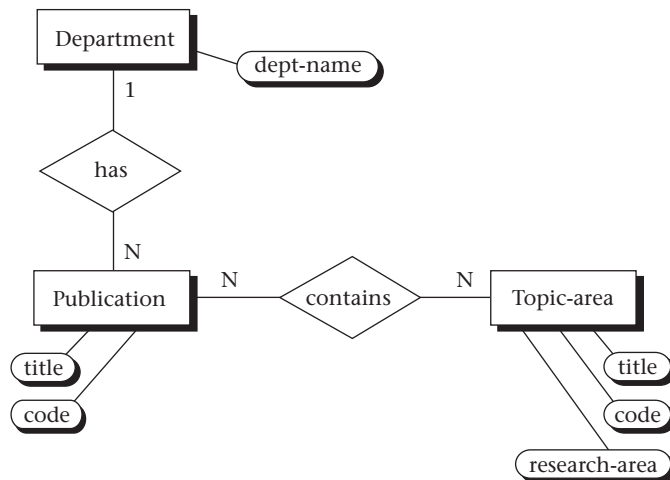 Department
dept-name
1
has
N
Publication
N
contains
N
Topic-area
title
code
title
code
research-area